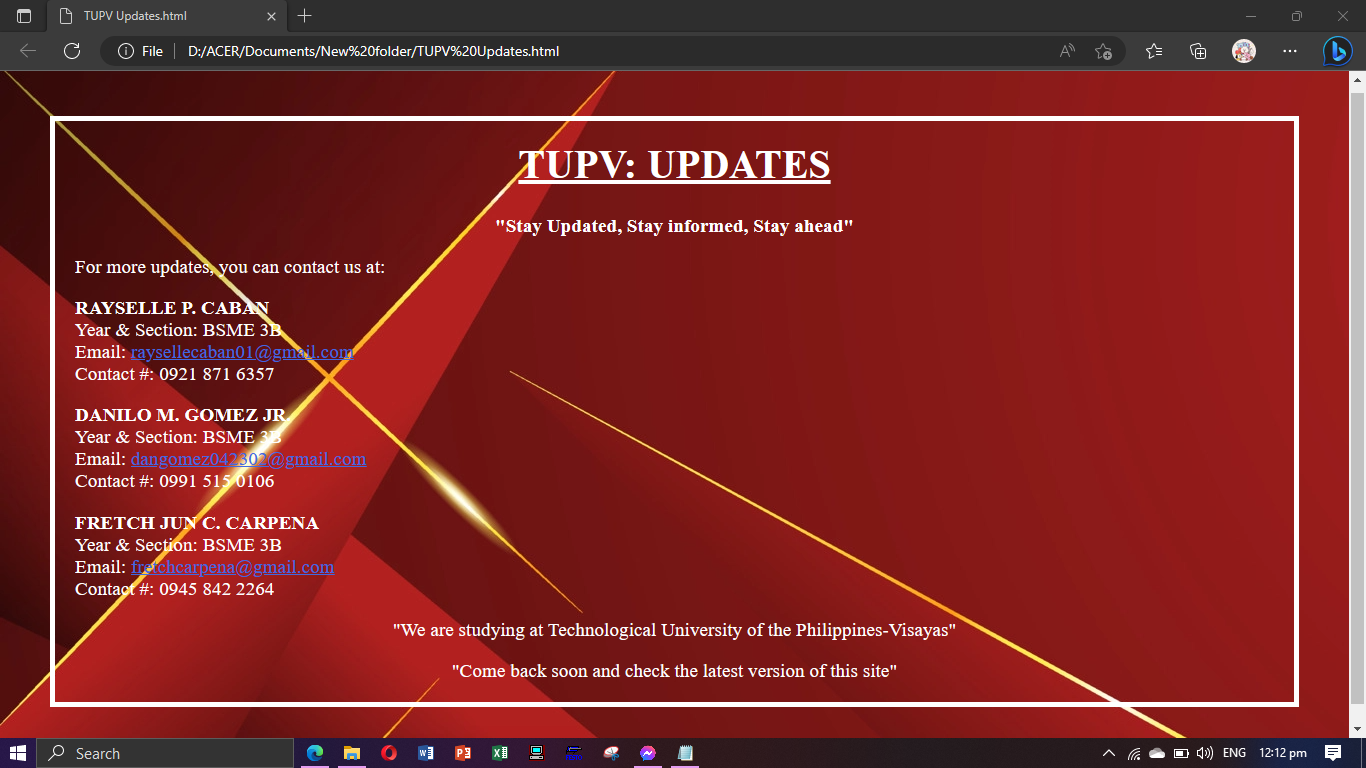 TUPV Updates.html
File
D:/ACER/Documents/New%20folder/TUPV%20Updates.html
TUPV: UPDATES
"Stay Updated, Stay informed, Stay ahead"
For more updates, you can contact us at:
RAYSELLE P. CABAN
Year & Section: BSME 3B
Email: raysellecaban01@gmail.com
Contact #: 0921 871 6357
DANILO M. GOMEZ JR.
Year & Section: BSME 3B
Email: dangomez042302@gmail.com
Contact #: 0991 515 0106
FRETCH JUN C. CARPENA
Year & Section: BSME 3B
Email: fretchcarpena@gmail.com
Contact #: 0945 842 2264
"We are studying at Technological University of the Philippines-Visayas"
"Come back soon and check the latest version of this site"
Search
ENG
12:12 pm